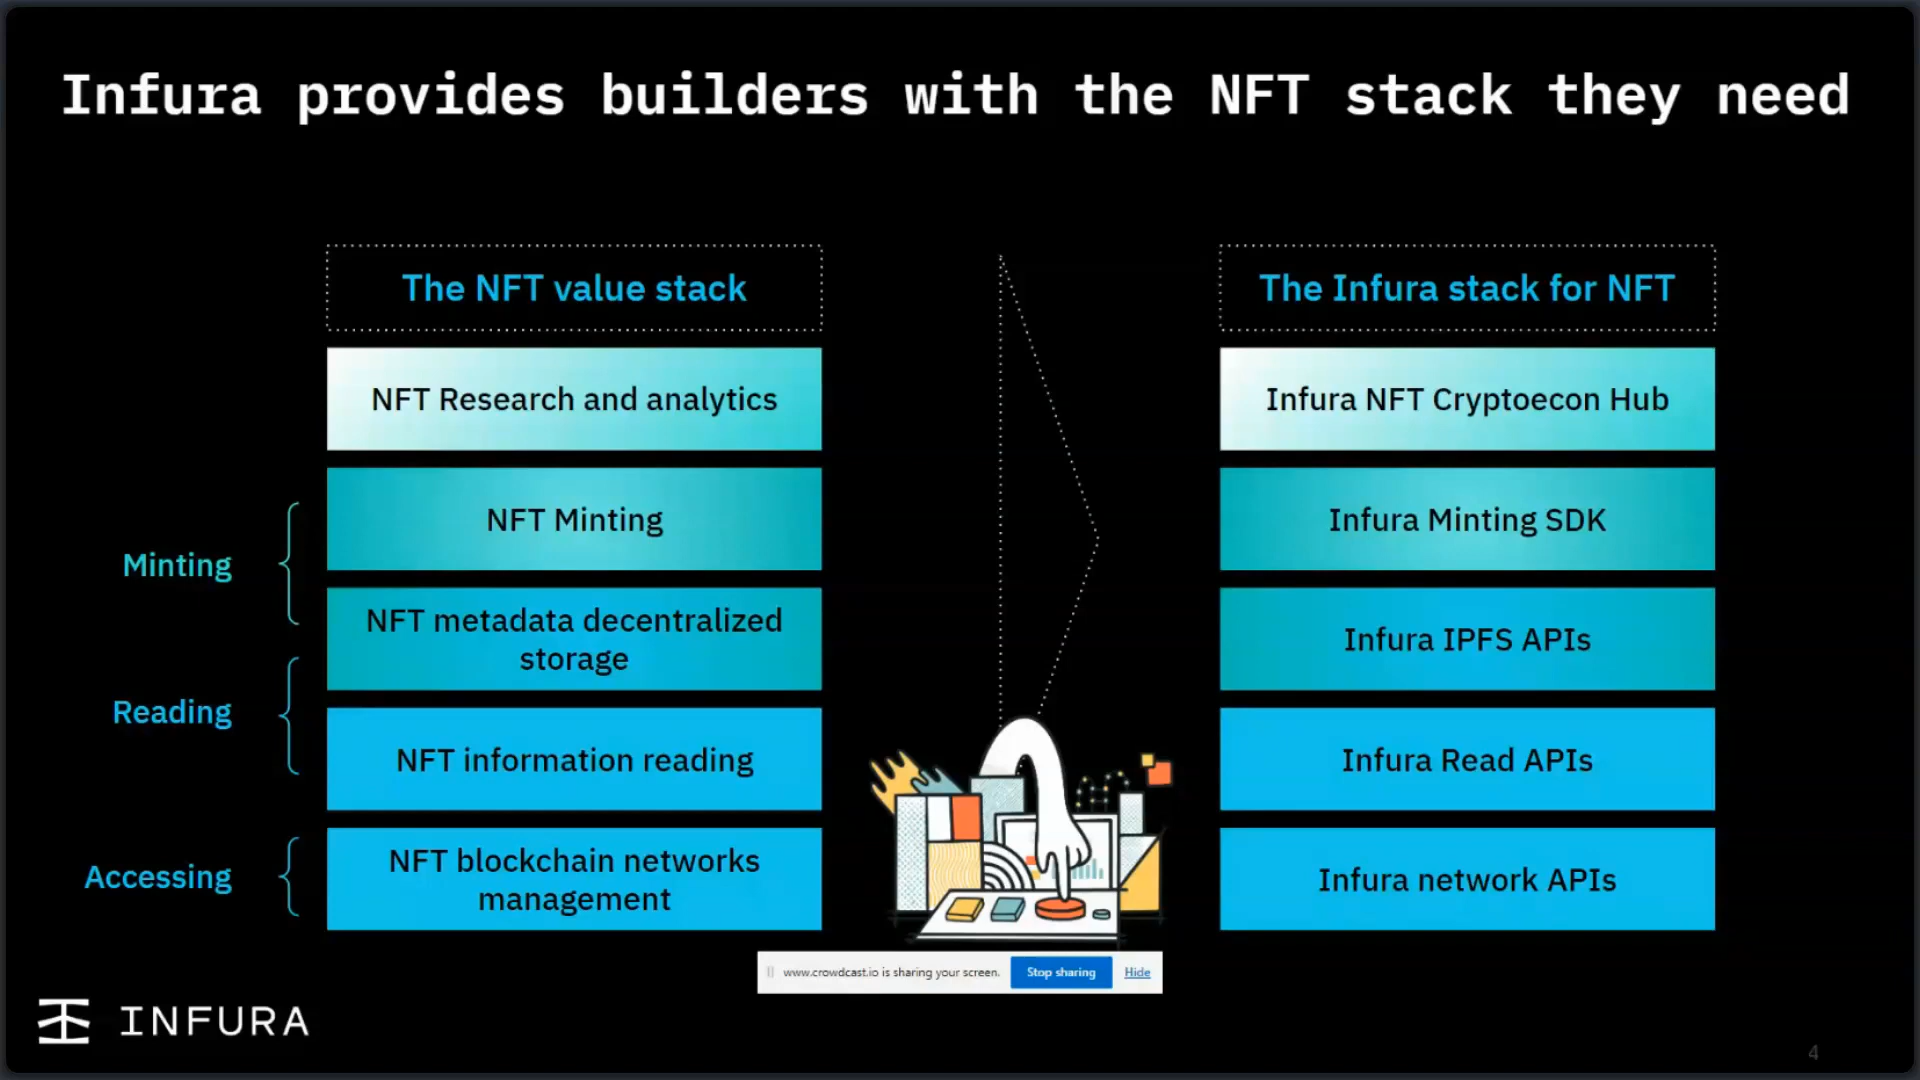 Infura provides builders with the NFT stack they need
The NFT value stack
NFT Research and analytics
NFT Minting
NFT metadata decentralized
storage
NFT information reading
NFT blockchain networks
management
Minting
Reading
Accessing
The Infura stack for NFT
Infura NFT Cryptoecon Hub
Infura Minting SDK
Infura IPFS APIs
Infura Read APIs
Infura network APIs
www.crowdcast.io is sharing your screen. Stop sharing Hide
INFURA
4